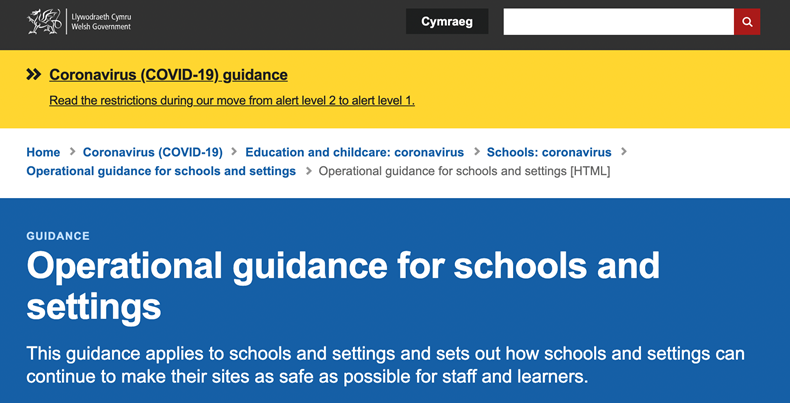 Llywodraeth Cymru
Welsh Government
Cymraeg
Coronavirus (COVID-19) guidance
Read the restrictions during our move from alert level 2 to alert level 1.
Home > Coronavirus (COVID-19) > Education and childcare: coronavirus > Schools: coronavirus >
Operational guidance for schools and settings > Operational guidance for schools and settings [HTML]
GUIDANCE
Operational guidance for schools and
settings
This guidance applies to schools and settings and sets out how schools and settings can
continue to make their sites as safe as possible for staff and learners.